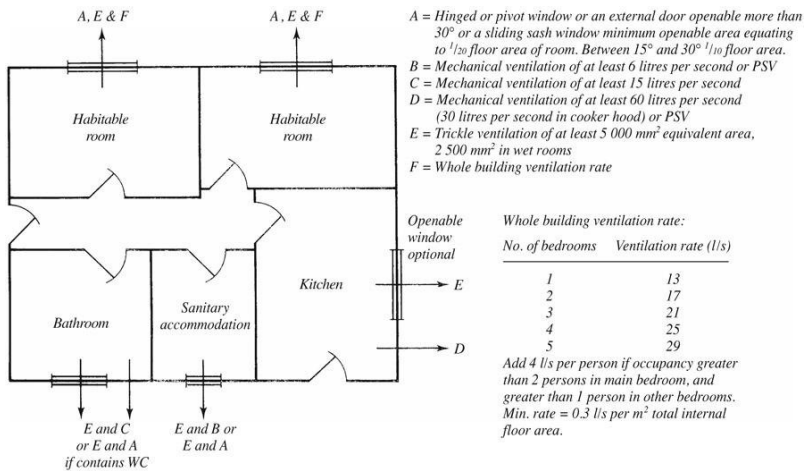 A, E & F
A, E & F
Habitable
room
Habitable
room
Bathroom
Sanitary
accommodation
Kitchen
Openable
window
optional
E
D
E and C
or E and A
if contains WC
E and B or
E and A
A = Hinged or pivot window or an external door openable more than
30° or a sliding sash window minimum openable area equating
to 1/20 floor area of room. Between 15° and 30° 1/10 floor area.
B = Mechanical ventilation of at least 6 litres per second or PSV
C = Mechanical ventilation of at least 15 litres per second
D = Mechanical ventilation of at least 60 litres per second
(30 litres per second in cooker hood) or PSV
E = Trickle ventilation of at least 5 000 mm² equivalent area,
2 500 mm² in wet rooms
F = Whole building ventilation rate
Whole building ventilation rate:
No. of bedrooms Ventilation rate (l/s)
1 13
2 17
3 21
4 25
5 29
Add 4 l/s per person if occupancy greater
than 2 persons in main bedroom, and
greater than 1 person in other bedrooms.
Min. rate = 0.3 l/s per m² total internal
floor area.